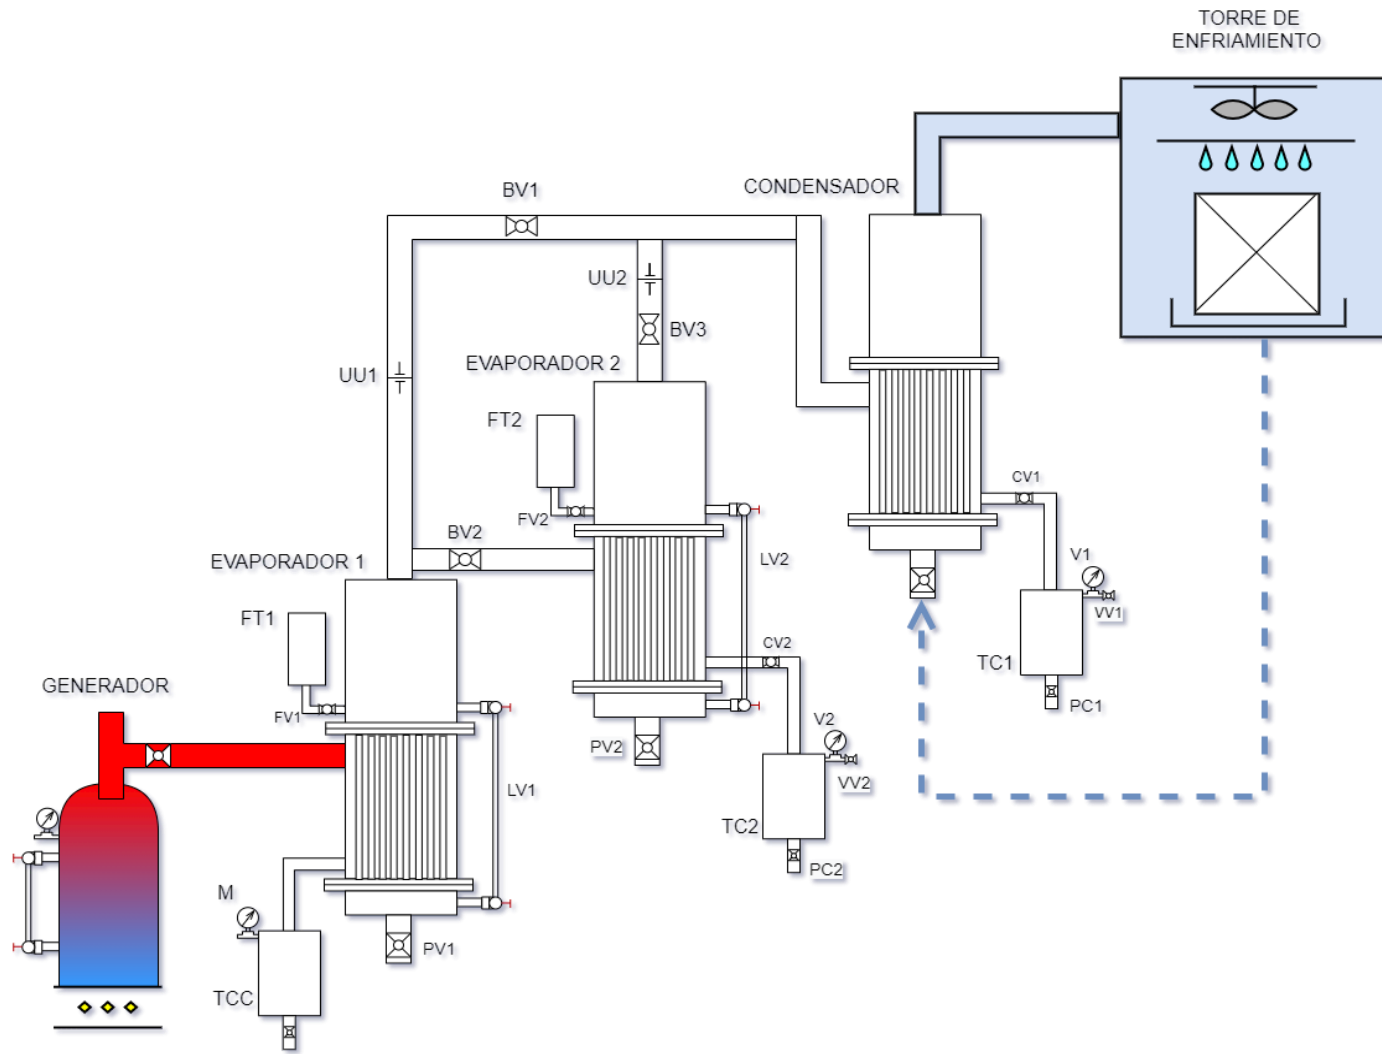 TORRE DE
ENFRIAMIENTO
CONDENSADOR
BV1
UU2
BV3
EVAPORADOR 2
UU1
FT2
FV2
BV2
LV2
CV1
V1
VV1
TC1
PC1
EVAPORADOR 1
FT1
FV1
CV2
GENERADOR
PV2
V2
VV2
TC2
PC2
LV1
M
PV1
TCC